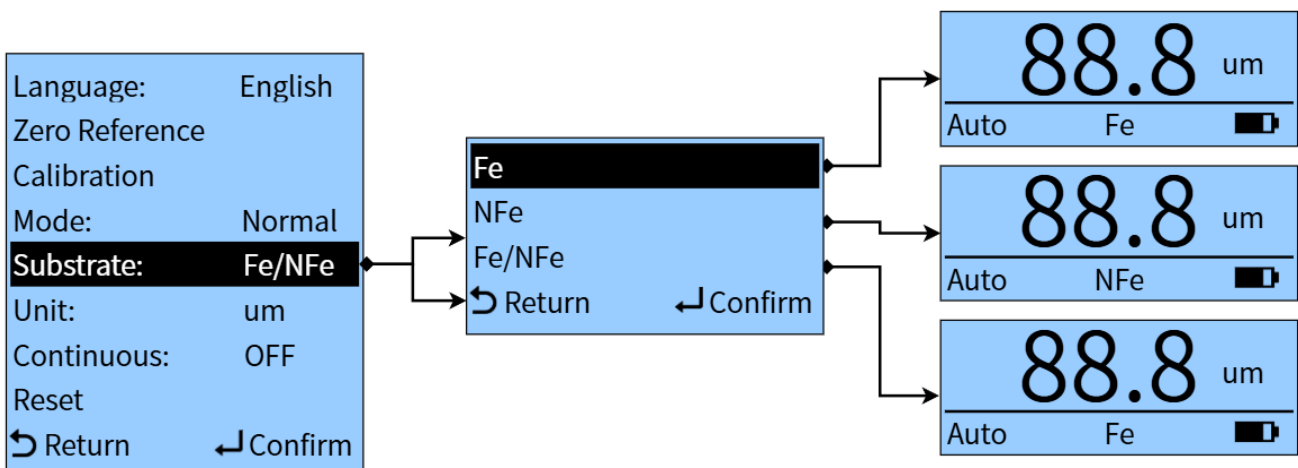 Language: English
Zero Reference
Calibration
Mode: Normal
Substrate: Fe/NFe
Unit: um
Continuous: OFF
Reset
Return Confirm
Fe
NFe
Fe/NFe
Return Confirm
88.8 um
Auto Fe
88.8 um
Auto NFe
88.8 um
Auto Fe